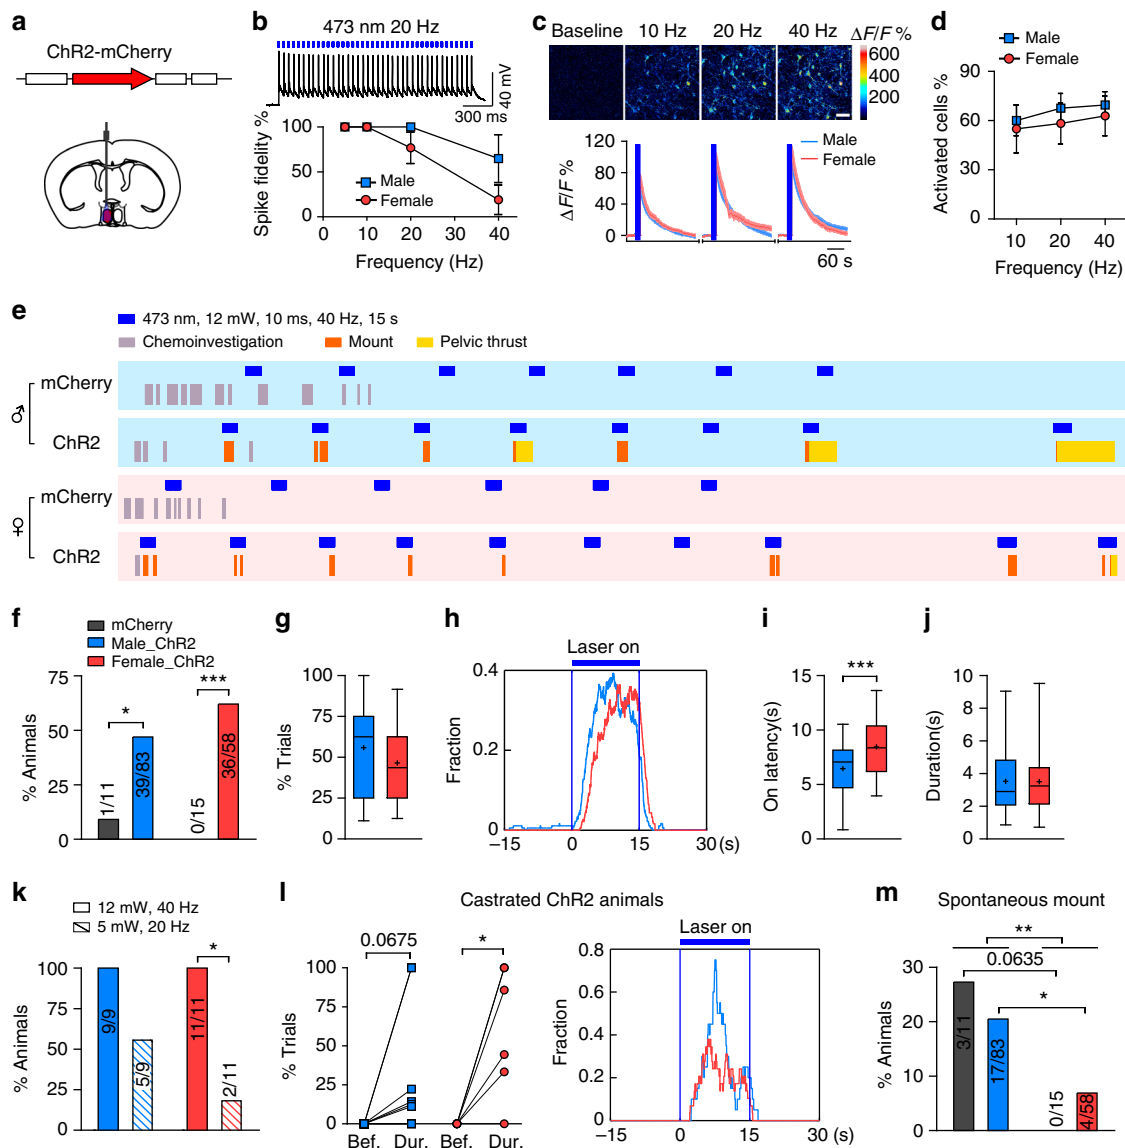 a
ChR2-mCherry
b
473 nm 20 Hz
40 mV
300 ms
Spike fidelity %
100
50
0
Male
Female
0 10 20 30 40
Frequency (Hz)
c
Baseline 10 Hz 20 Hz 40 Hz
ΔF/F %
600
400
200
ΔF/F %
120
80
40
0
Male
Female
60 s
d
Male
Female
Activated cells %
90
60
30
0
10 20 40
Frequency (Hz)
e
473 nm, 12 mW, 10 ms, 40 Hz, 15 s
Chemoinvestigation Mount Pelvic thrust
♂
mCherry
ChR2
♀
mCherry
ChR2
f
mCherry
Male_ChR2
Female_ChR2
% Animals
75
50
25
0
*
***
1/11
39/83
0/15
36/58
g
% Trials
100
75
50
25
0
+
+
h
Laser on
Fraction
0.4
0.2
0
−15 0 15 30 (s)
i
***
On latency(s)
15
10
5
0
+
+
j
Duration(s)
10
8
6
4
2
0
+
+
k
12 mW, 40 Hz
5 mW, 20 Hz
% Animals
100
75
50
25
0
*
9/9
5/9
11/11
2/11
l
Castrated ChR2 animals
% Trials
100
75
50
25
0
0.0675
*
Bef. Dur. Bef. Dur.
Laser on
Fraction
0.8
0.6
0.4
0.2
0
−15 0 15 30 (s)
m
Spontaneous mount
**
0.0635
*
% Animals
30
20
10
0
3/11
17/83
0/15
4/58